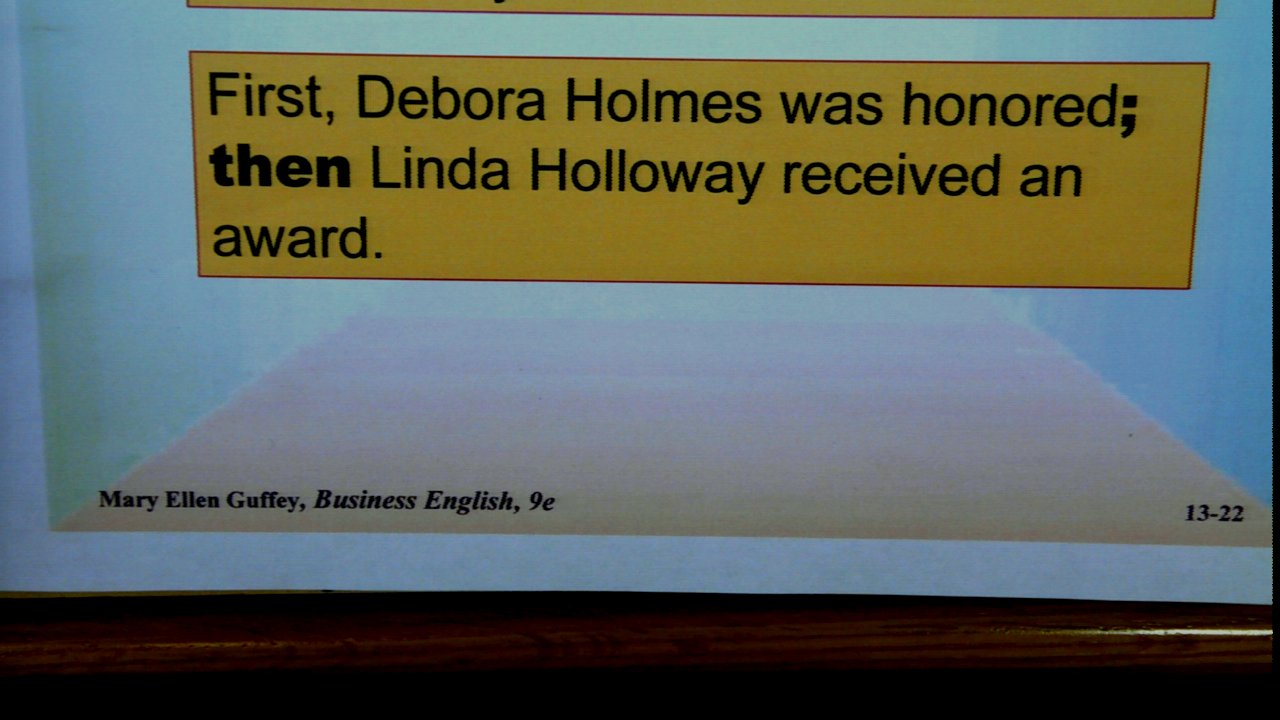 First, Debora Holmes was honored;
then Linda Holloway received an
award.
Mary Ellen Guffey, Business English, 9e
13-22